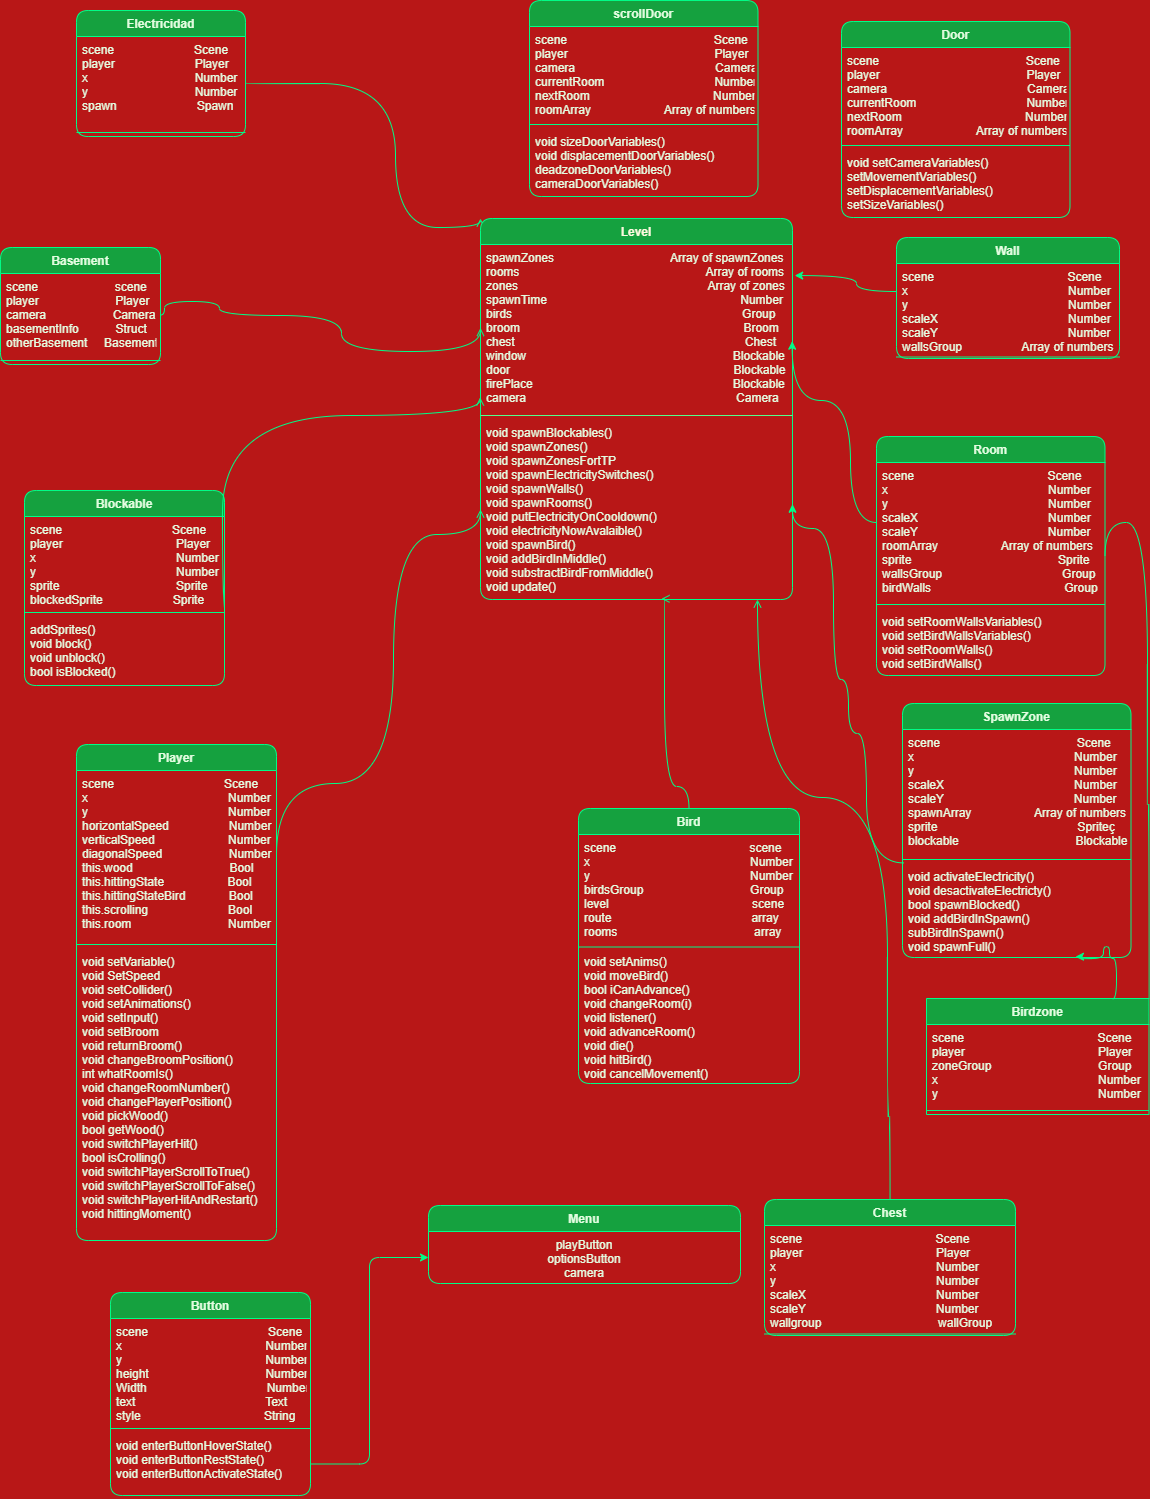 Electricidad
scene Scene
player Player
x Number
y Number
spawn Spawn
scrollDoor
scene Scene
player Player
camera Camera
currentRoom Number
nextRoom Number
roomArray Array of numbers
void sizeDoorVariables()
void displacementDoorVariables()
deadzoneDoorVariables()
cameraDoorVariables()
Door
scene Scene
player Player
camera Camera
currentRoom Number
nextRoom Number
roomArray Array of numbers
void setCameraVariables()
setMovementVariables()
setDisplacementVariables()
setSizeVariables()
Basement
scene scene
player Player
camera Camera
basementInfo Struct
otherBasement Basement
Level
spawnZones Array of spawnZones
rooms Array of rooms
zones Array of zones
spawnTime Number
birds Group
broom Broom
chest Chest
window Blockable
door Blockable
firePlace Blockable
camera Camera
void spawnBlockables()
void spawnZones()
void spawnZonesFortTP
void spawnElectricitySwitches()
void spawnWalls()
void spawnRooms()
void putElectricityOnCooldown()
void electricityNowAvalaible()
void spawnBird()
void addBirdInMiddle()
void substractBirdFromMiddle()
void update()
Wall
scene Scene
x Number
y Number
scaleX Number
scaleY Number
wallsGroup Array of numbers
Room
scene Scene
x Number
y Number
scaleX Number
scaleY Number
roomArray Array of numbers
sprite Sprite
wallsGroup Group
birdWalls Group
void setRoomWallsVariables()
void setBirdWallsVariables()
void setRoomWalls()
void setBirdWalls()
Blockable
scene Scene
player Player
x Number
y Number
sprite Sprite
blockedSprite Sprite
addSprites()
void block()
void unblock()
bool isBlocked()
SpawnZone
scene Scene
x Number
y Number
scaleX Number
scaleY Number
spawnArray Array of numbers
sprite Spriteç
blockable Blockable
void activateElectricity()
void desactivateElectricty()
bool spawnBlocked()
void addBirdInSpawn()
subBirdInSpawn()
void spawnFull()
Player
scene Scene
x Number
y Number
horizontalSpeed Number
verticalSpeed Number
diagonalSpeed Number
this.wood Bool
this.hittingState Bool
this.hittingStateBird Bool
this.scrolling Bool
this.room Number
void setVariable()
void SetSpeed
void setCollider()
void setAnimations()
void setInput()
void setBroom
void returnBroom()
void changeBroomPosition()
int whatRoomIs()
void changeRoomNumber()
void changePlayerPosition()
void pickWood()
bool getWood()
void switchPlayerHit()
bool isCrolling()
void switchPlayerScrollToTrue()
void switchPlayerScrollToFalse()
void switchPlayerHitAndRestart()
void hittingMoment()
Bird
scene scene
x Number
y Number
birdsGroup Group
level scene
route array
rooms array
void setAnims()
void moveBird()
bool iCanAdvance()
void changeRoom(i)
void listener()
void advanceRoom()
void die()
void hitBird()
void cancelMovement()
Birdzone
scene Scene
player Player
zoneGroup Group
x Number
y Number
Menu
playButton
optionsButton
camera
Chest
scene Scene
player Player
x Number
y Number
scaleX Number
scaleY Number
wallgroup wallGroup
Button
scene Scene
x Number
y Number
height Number
Width Number
text Text
style String
void enterButtonHoverState()
void enterButtonRestState()
void enterButtonActivateState()